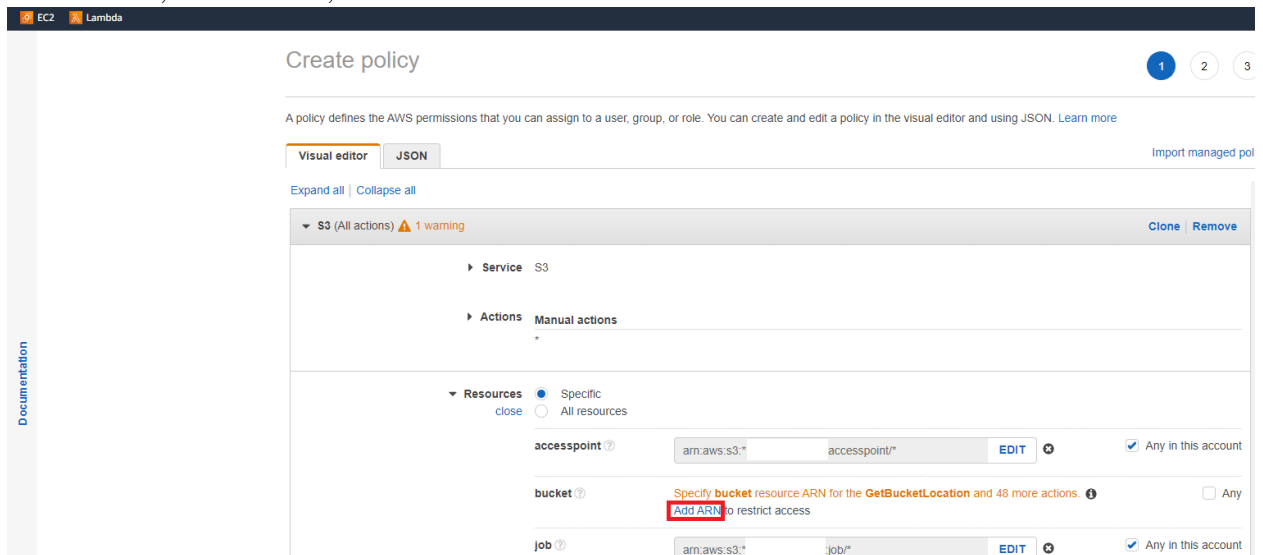 EC2 Lambda
Create policy
1 2 3
A policy defines the AWS permissions that you can assign to a user, group, or role. You can create and edit a policy in the visual editor and using JSON. Learn more
Visual editor JSON
Import managed pol
Expand all | Collapse all
S3 (All actions) 1 warning
Clone | Remove
Service S3
Actions Manual actions
*
Documentation
Resources Specific
close All resources
accesspoint ? arn:aws:s3:* accesspoint/* EDIT Any in this account
bucket ? Specify bucket resource ARN for the GetBucketLocation and 48 more actions. Any
Add ARN to restrict access
job ? arn:aws:s3:* :job/* EDIT Any in this account